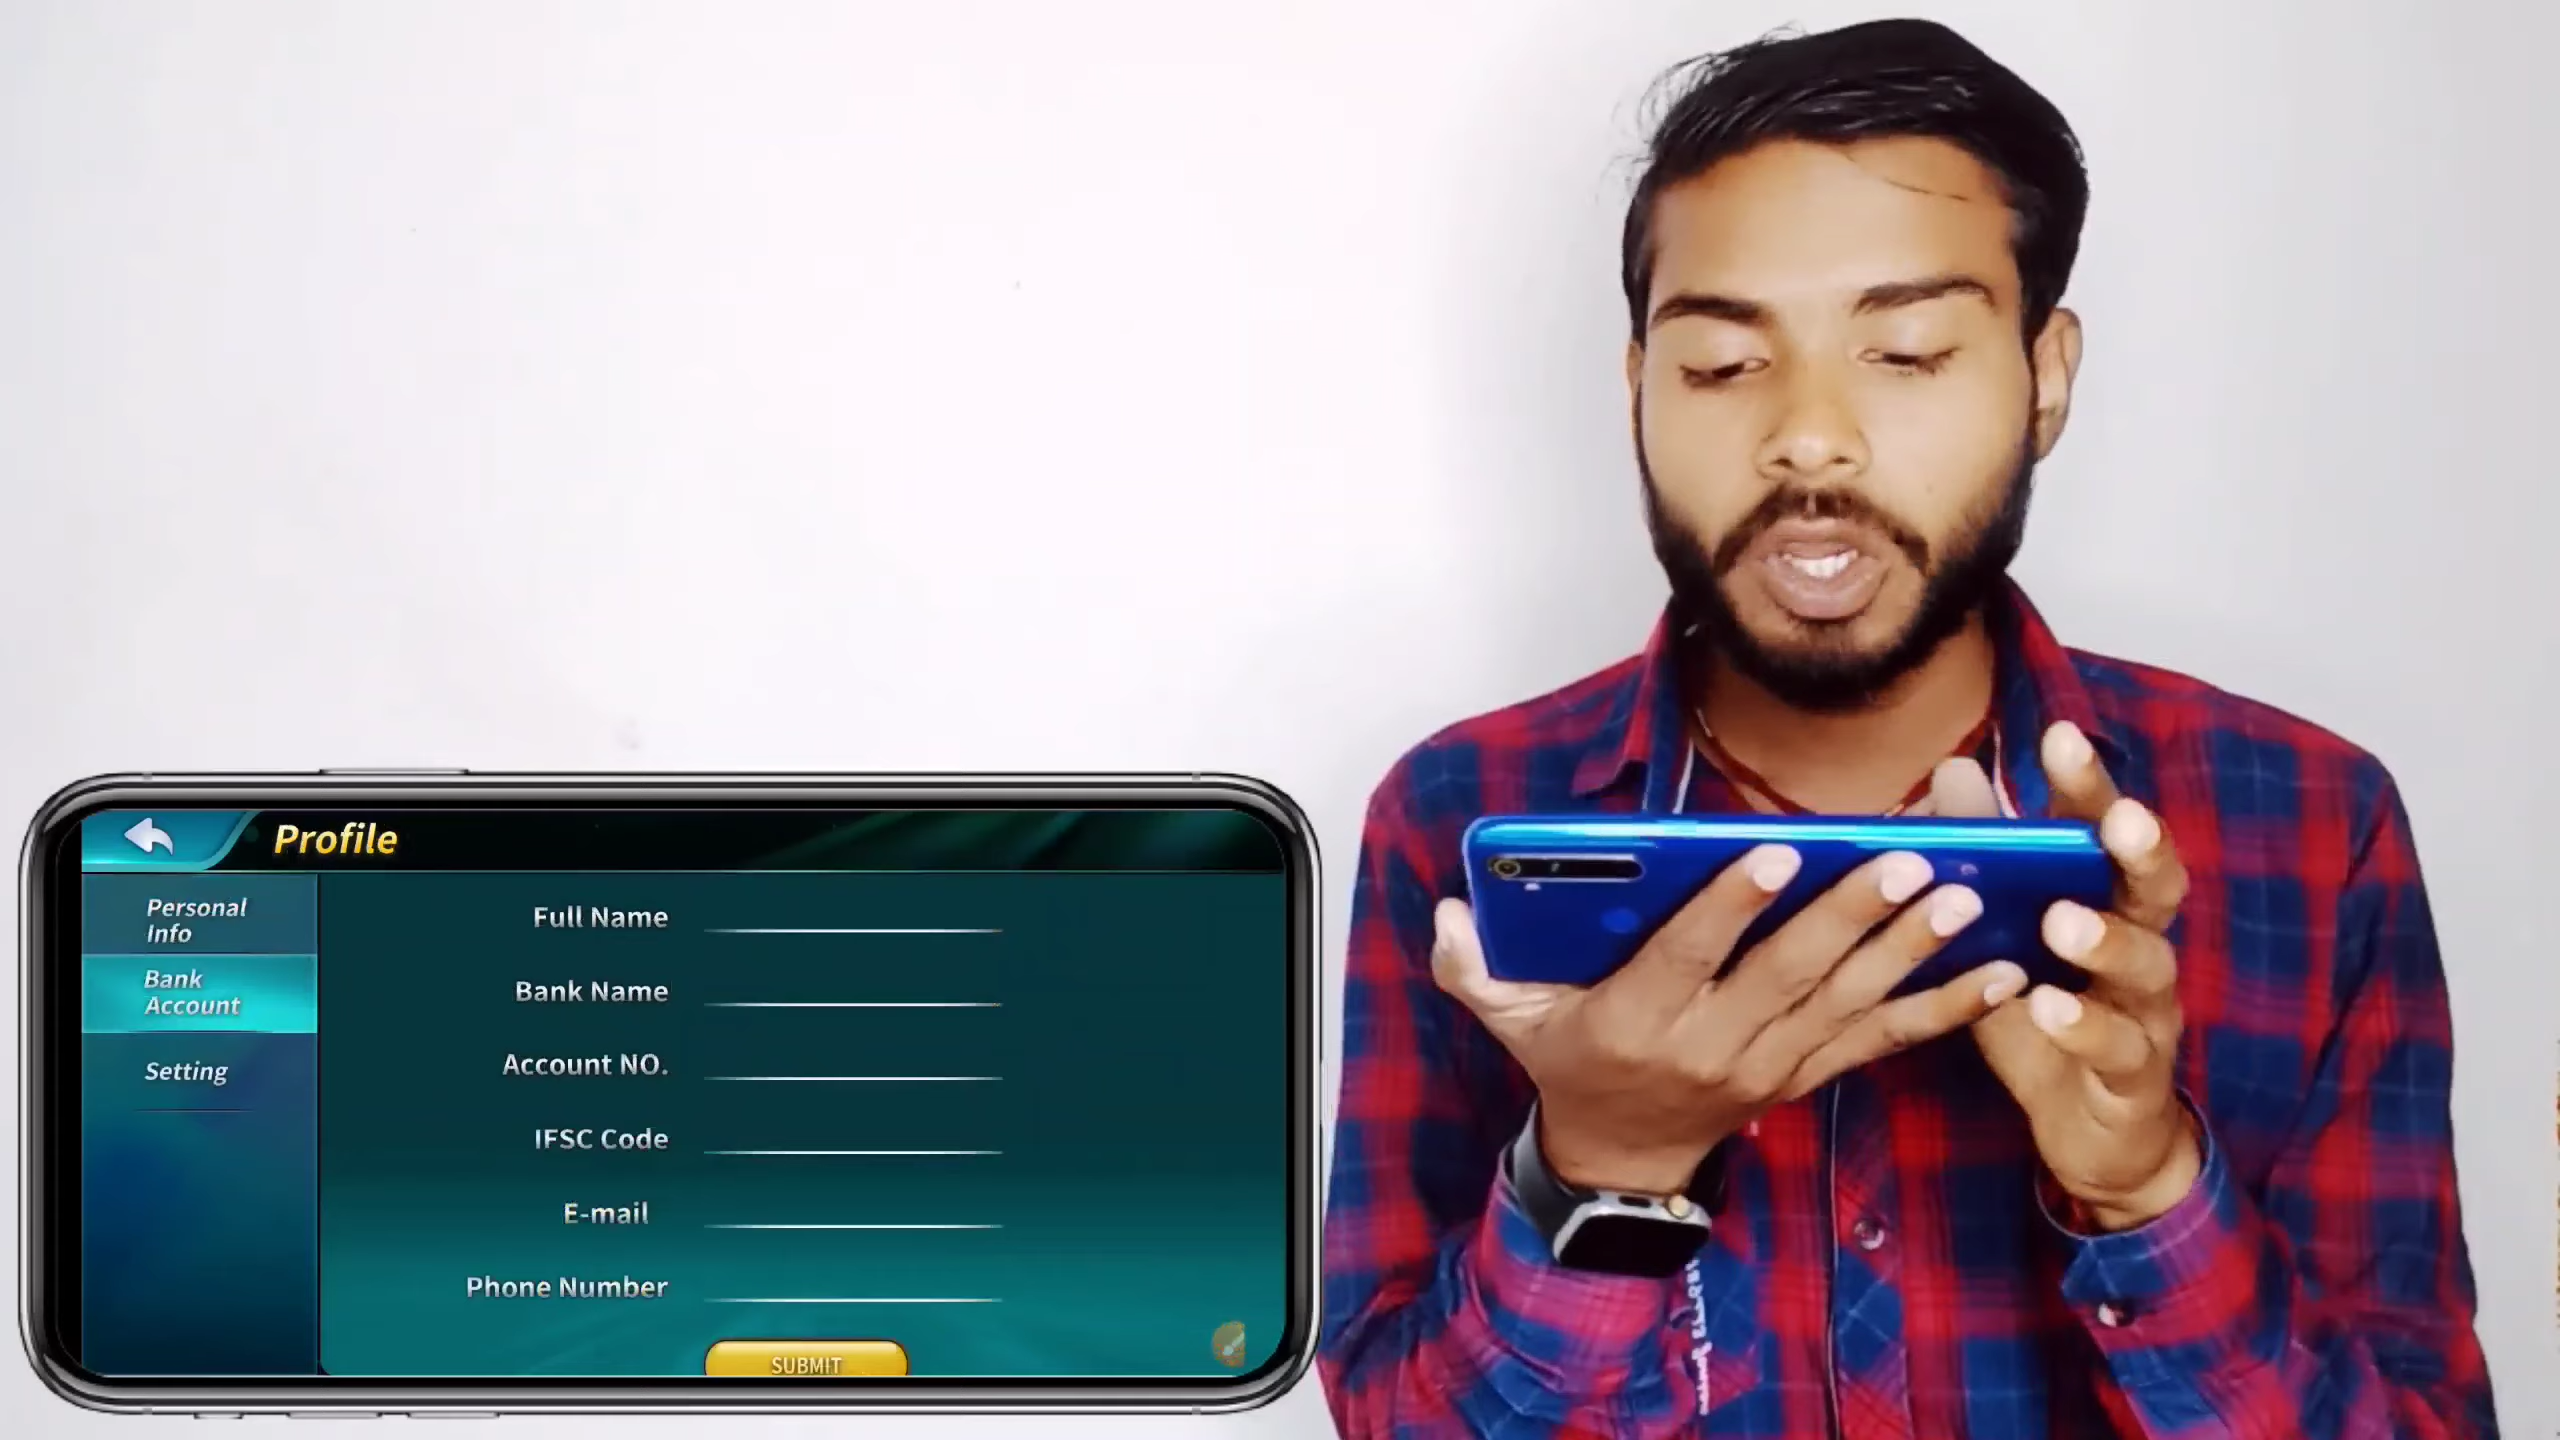 Profile
Personal
Info
Bank
Account
Setting
Full Name
Bank Name
Account NO.
IFSC Code
E-mail
Phone Number
SUBMIT